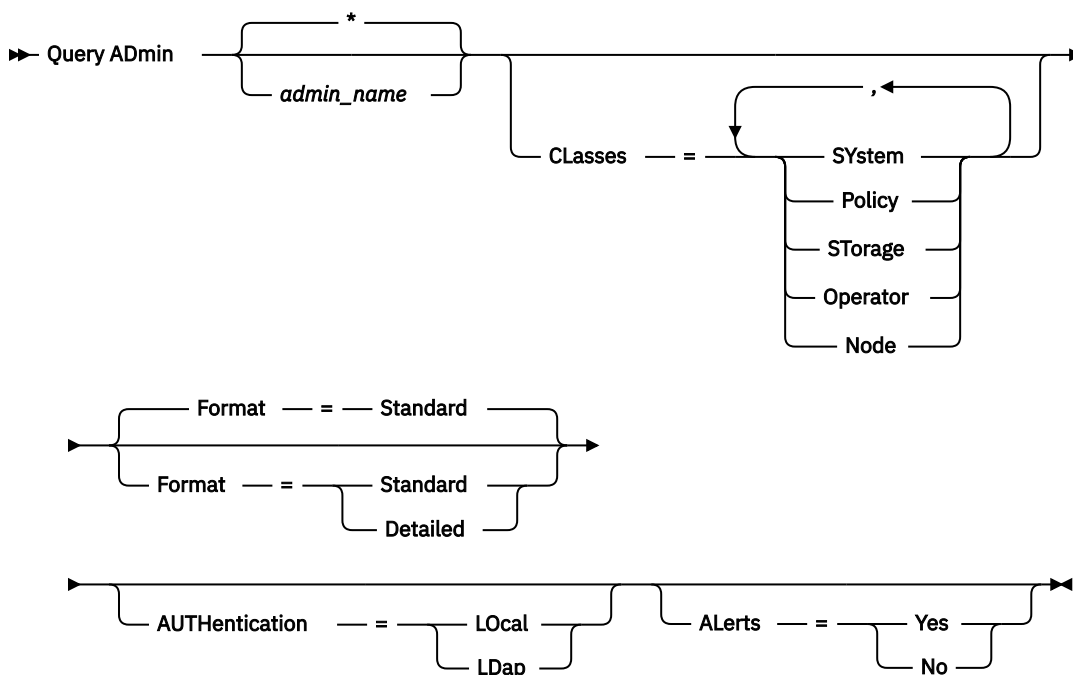 *
Query ADmin
admin_name
,
CLasses = SYstem
Policy
STorage
Operator
Node
Format = Standard
Format = Standard
Detailed
AUTHentication = LOcal
LDap
ALerts = Yes
No